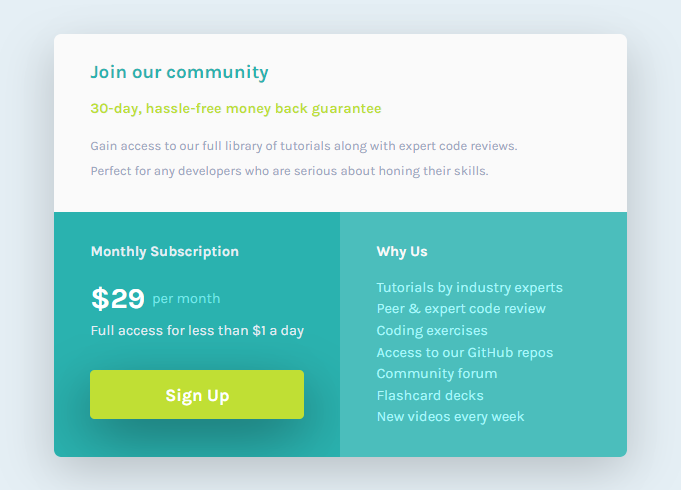 Join our community
30-day, hassle-free money back guarantee
Gain access to our full library of tutorials along with expert code reviews.
Perfect for any developers who are serious about honing their skills.
Monthly Subscription
$29 per month
Full access for less than $1 a day
Sign Up
Why Us
Tutorials by industry experts
Peer & expert code review
Coding exercises
Access to our GitHub repos
Community forum
Flashcard decks
New videos every week